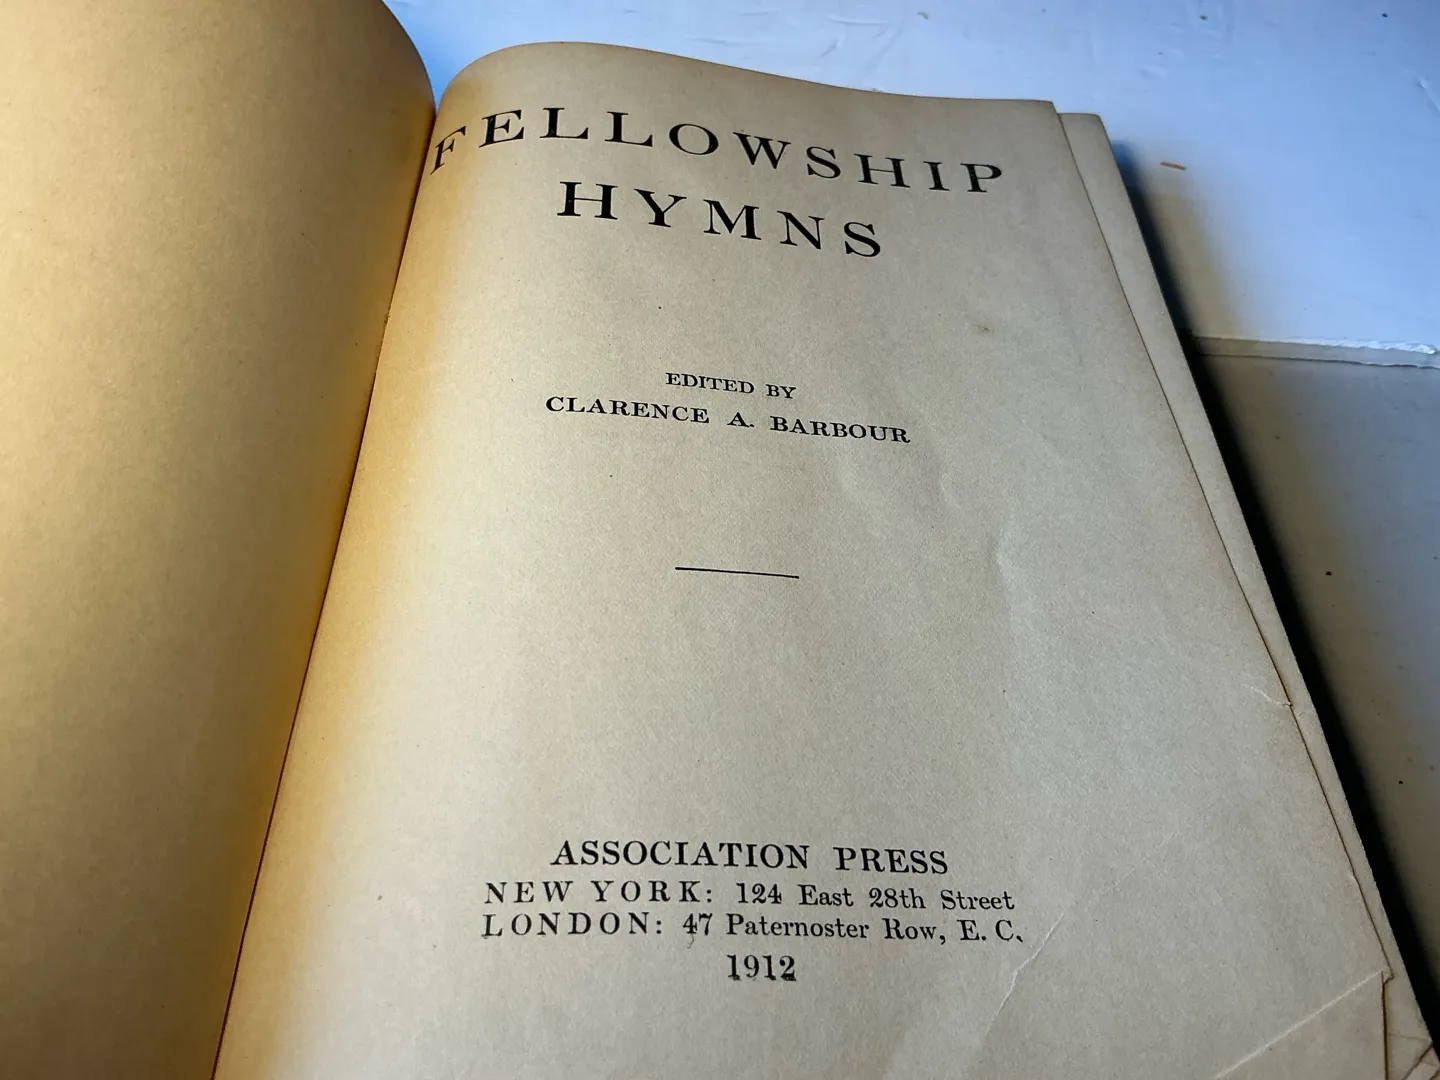 FELLOWSHIP
HYMNS
EDITED BY
CLARENCE A. BARBOUR
ASSOCIATION PRESS
NEW YORK: 124 East 28th Street
LONDON: 47 Paternoster Row, E. C.
1912